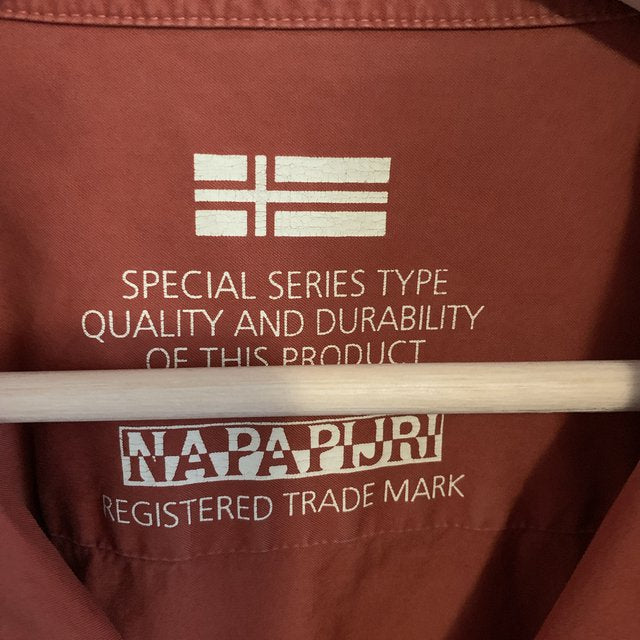 SPECIAL SERIES TYPE
QUALITY AND DURABILITY
OF THIS PRODUCT
NAPAPIJRI
REGISTERED TRADE MARK